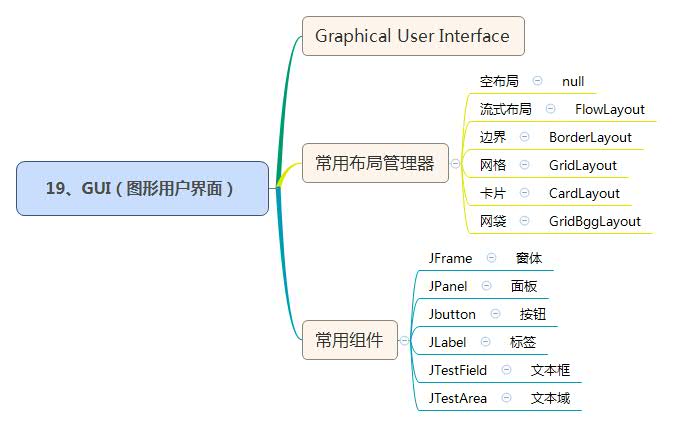 19、GUI（图形用户界面）
Graphical User Interface
常用布局管理器
空布局 null
流式布局 FlowLayout
边界 BorderLayout
网格 GridLayout
卡片 CardLayout
网袋 GridBggLayout
常用组件
JFrame 窗体
JPanel 面板
Jbutton 按钮
JLabel 标签
JTestField 文本框
JTestArea 文本域